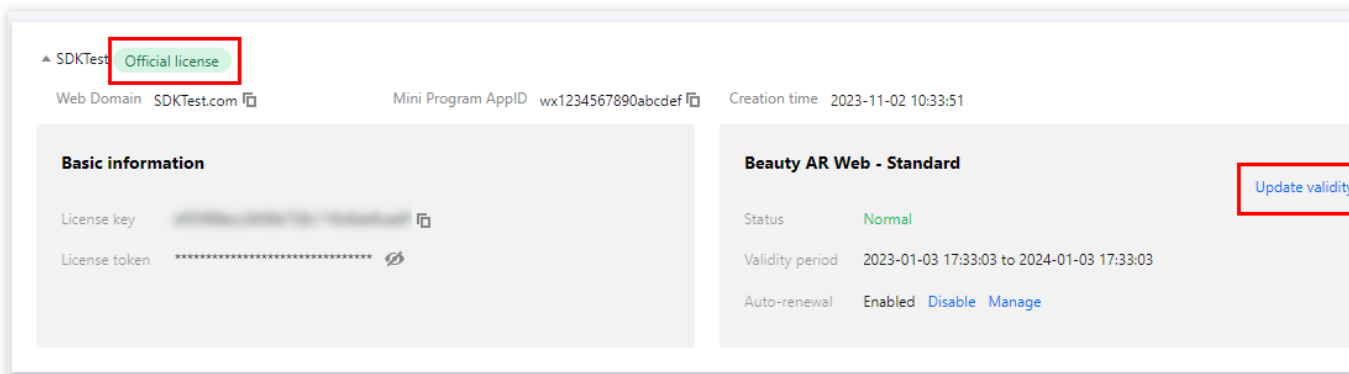 SDKTest Official license
Web Domain SDKTest.com Mini Program AppID wx1234567890abcdef Creation time 2023-11-02 10:33:51
Basic information
License key
License token ********************************
Beauty AR Web - Standard
Update validity
Status Normal
Validity period 2023-01-03 17:33:03 to 2024-01-03 17:33:03
Auto-renewal Enabled Disable Manage